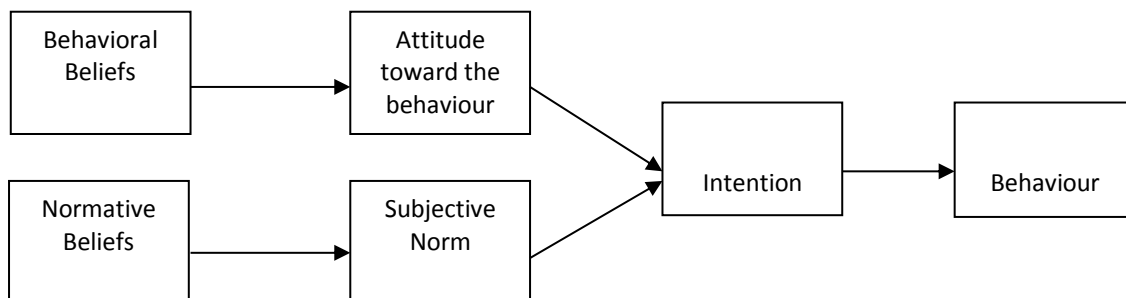 Behavioral
Beliefs
Attitude
toward the
behaviour
Intention
Behaviour
Normative
Beliefs
Subjective
Norm